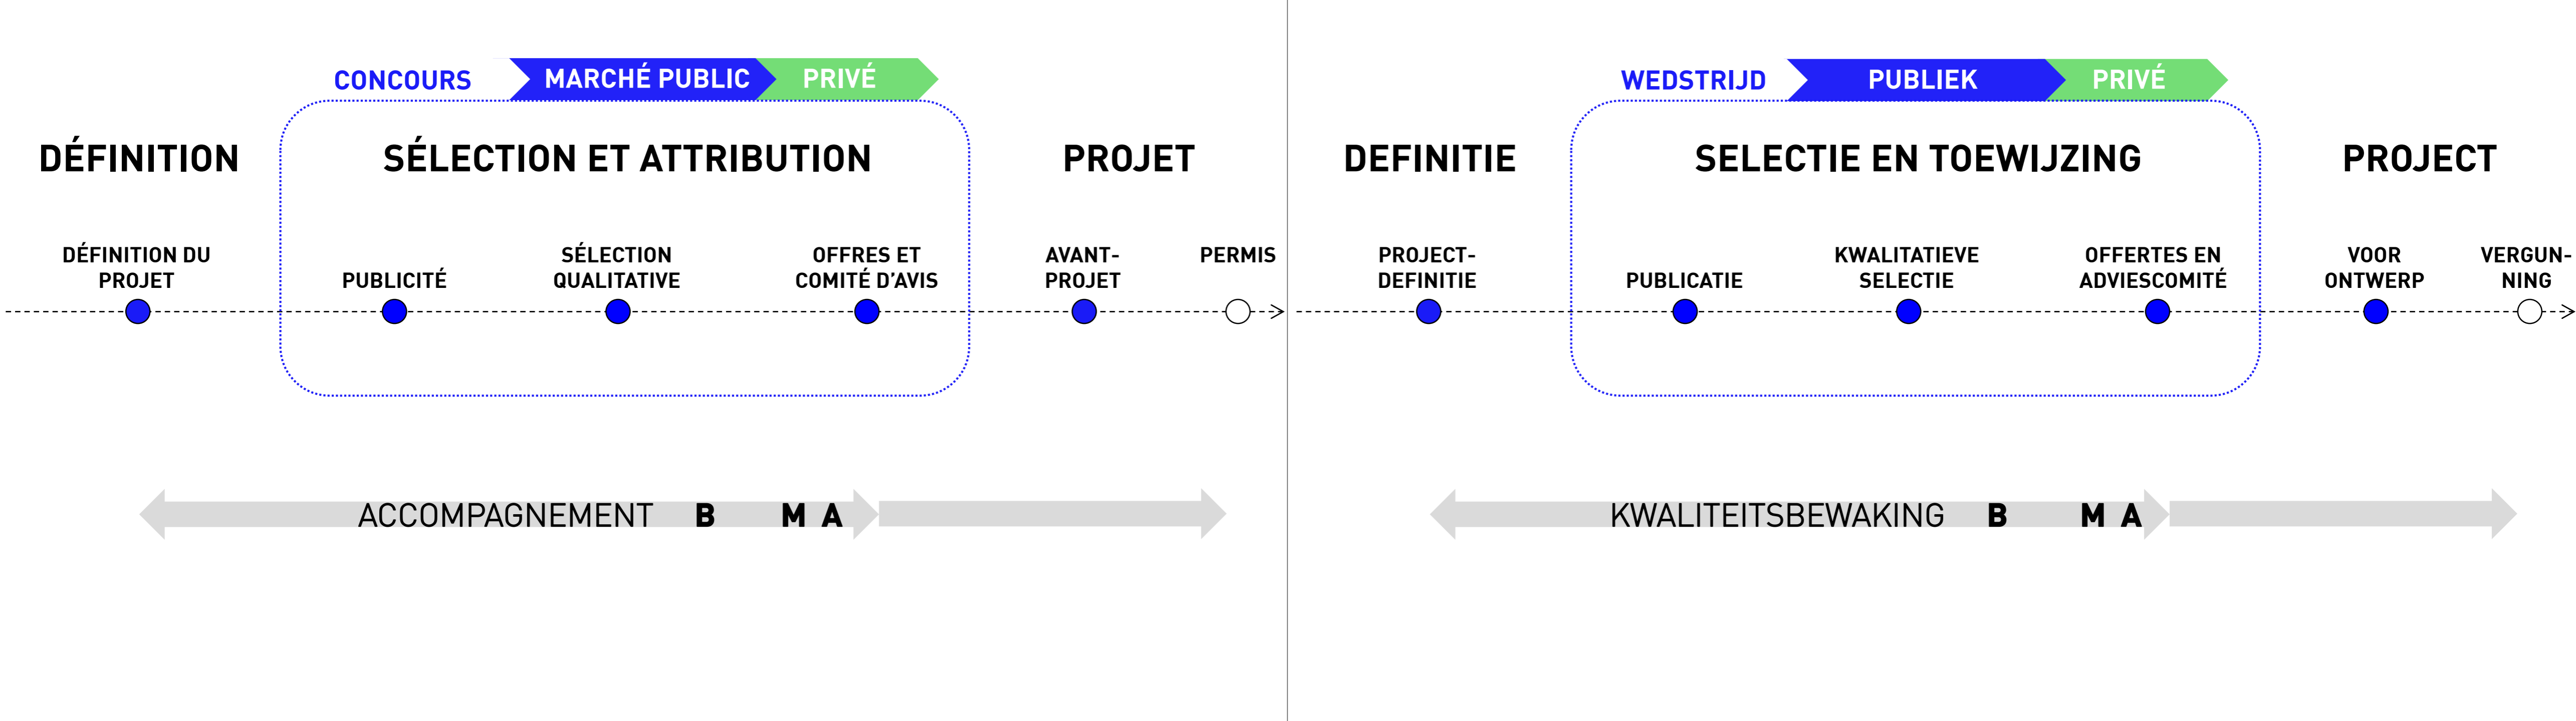 CONCOURS MARCHÉ PUBLIC PRIVÉ
DÉFINITION SÉLECTION ET ATTRIBUTION PROJET
DÉFINITION DU
PROJET
PUBLICITÉ
SÉLECTION
QUALITATIVE
OFFRES ET
COMITÉ D’AVIS
AVANT-
PROJET
PERMIS
ACCOMPAGNEMENT B M A
WEDSTRIJD PUBLIEK PRIVÉ
DEFINITIE SELECTIE EN TOEWIJZING PROJECT
PROJECT-
DEFINITIE
PUBLICATIE
KWALITATIEVE
SELECTIE
OFFERTES EN
ADVIESCOMITÉ
VOOR
ONTWERP
VERGUN-
NING
KWALITEITSBEWAKING B M A